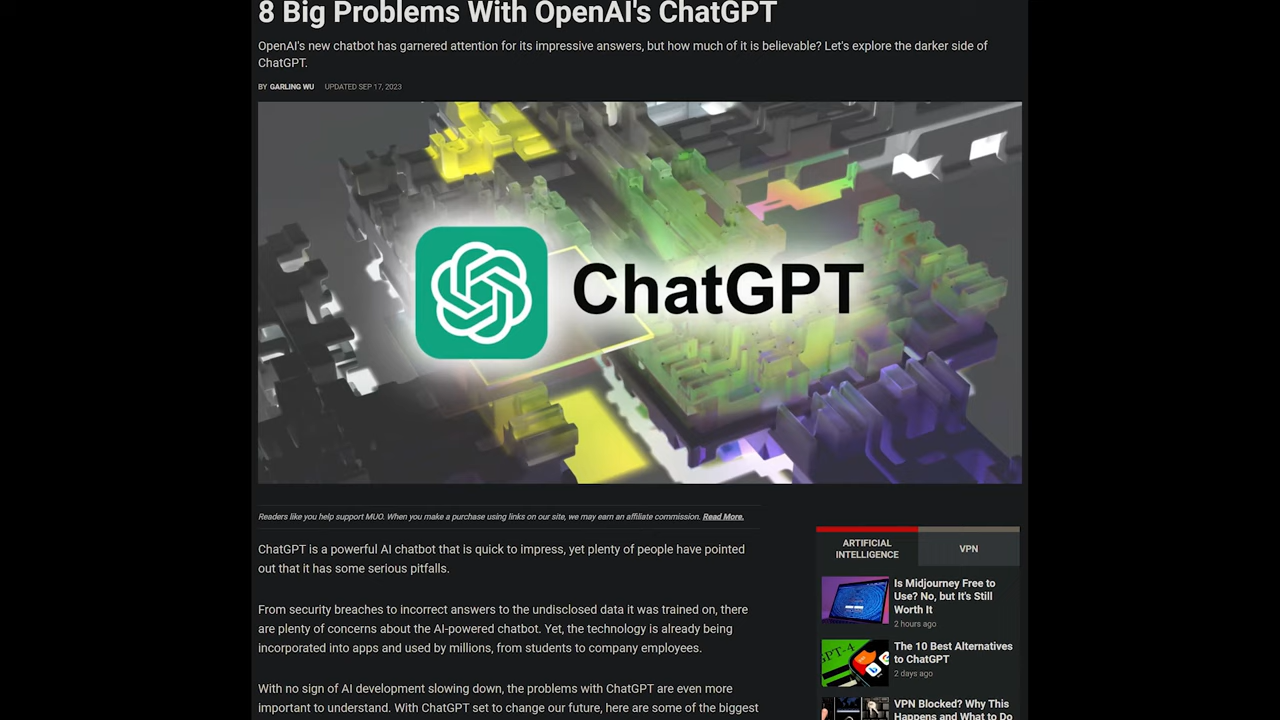 8 Big Problems With OpenAI's ChatGPT
OpenAI's new chatbot has garnered attention for its impressive answers, but how much of it is believable? Let's explore the darker side of
ChatGPT.
BY GARLING WU UPDATED SEP 17, 2023
ChatGPT
Readers like you help support MUO. When you make a purchase using links on our site, we may earn an affiliate commission. Read More.
ChatGPT is a powerful AI chatbot that is quick to impress, yet plenty of people have pointed
out that it has some serious pitfalls.
From security breaches to incorrect answers to the undisclosed data it was trained on, there
are plenty of concerns about the AI-powered chatbot. Yet, the technology is already being
incorporated into apps and used by millions, from students to company employees.
With no sign of AI development slowing down, the problems with ChatGPT are even more
important to understand. With ChatGPT set to change our future, here are some of the biggest
ARTIFICIAL
INTELLIGENCE
VPN
Is Midjourney Free to
Use? No, but It's Still
Worth It
2 hours ago
GPT-4
The 10 Best Alternatives
to ChatGPT
2 days ago
VPN Blocked? Why This
Happens and What to Do